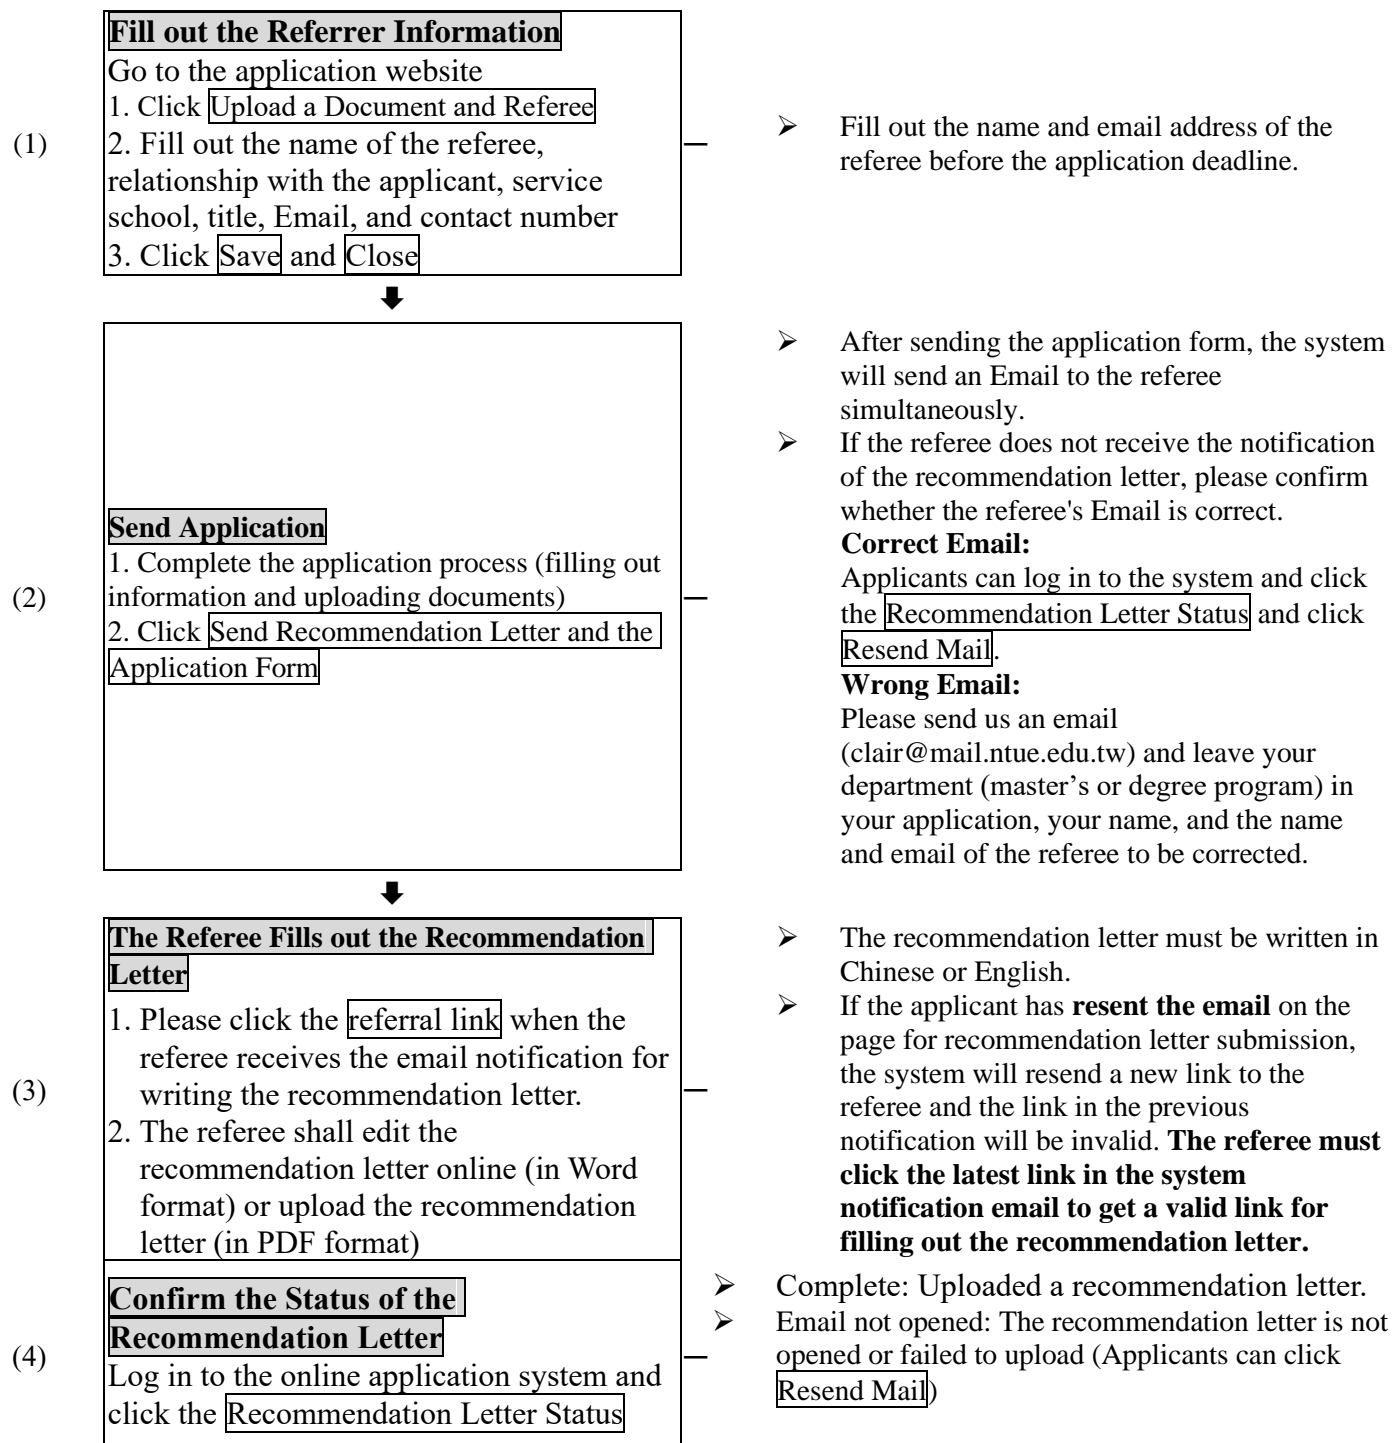 Fill out the Referrer Information
Go to the application website
1. Click Upload a Document and Referee
(1)
2. Fill out the name of the referee,
relationship with the applicant, service
school, title, Email, and contact number
3. Click Save and Close
➢ Fill out the name and email address of the
referee before the application deadline.
Send Application
1. Complete the application process (filling out
information and uploading documents)
(2)
2. Click Send Recommendation Letter and the
Application Form
➢ After sending the application form, the system
will send an Email to the referee
simultaneously.
➢ If the referee does not receive the notification
of the recommendation letter, please confirm
whether the referee's Email is correct.
Correct Email:
Applicants can log in to the system and click
the Recommendation Letter Status and click
Resend Mail.
Wrong Email:
Please send us an email
(clair@mail.ntue.edu.tw) and leave your
department (master’s or degree program) in
your application, your name, and the name
and email of the referee to be corrected.
The Referee Fills out the Recommendation
Letter
1. Please click the referral link when the
referee receives the email notification for
(3)
writing the recommendation letter.
2. The referee shall edit the
recommendation letter online (in Word
format) or upload the recommendation
letter (in PDF format)
➢ The recommendation letter must be written in
Chinese or English.
➢ If the applicant has resent the email on the
page for recommendation letter submission,
the system will resend a new link to the
referee and the link in the previous
notification will be invalid. The referee must
click the latest link in the system
notification email to get a valid link for
filling out the recommendation letter.
Confirm the Status of the
Recommendation Letter
(4)
Log in to the online application system and
click the Recommendation Letter Status
➢ Complete: Uploaded a recommendation letter.
➢ Email not opened: The recommendation letter is not
opened or failed to upload (Applicants can click
Resend Mail)